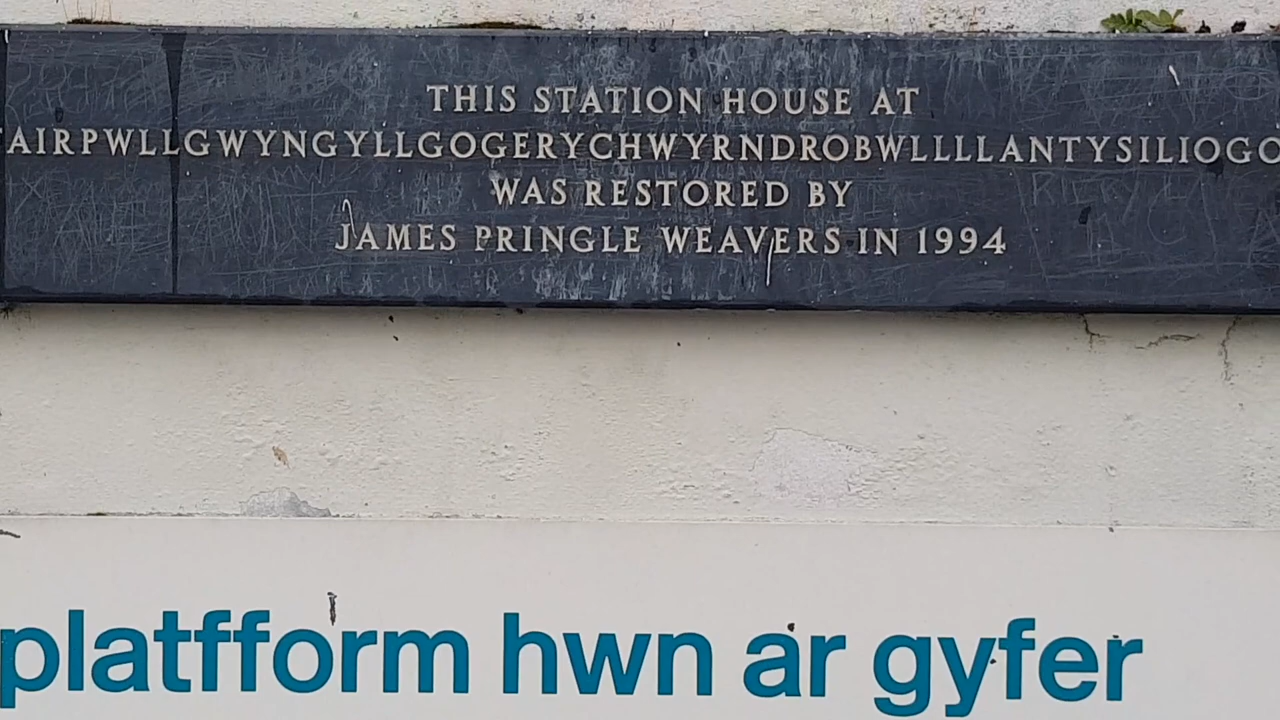 THIS STATION HOUSE AT
AIRPWLLGWYNGYLLGOGERYCHWYRNDROBWLLLLANTYSILIOGO
WAS RESTORED BY
JAMES PRINGLE WEAVERS IN 1994
platfform hwn ar gyfer